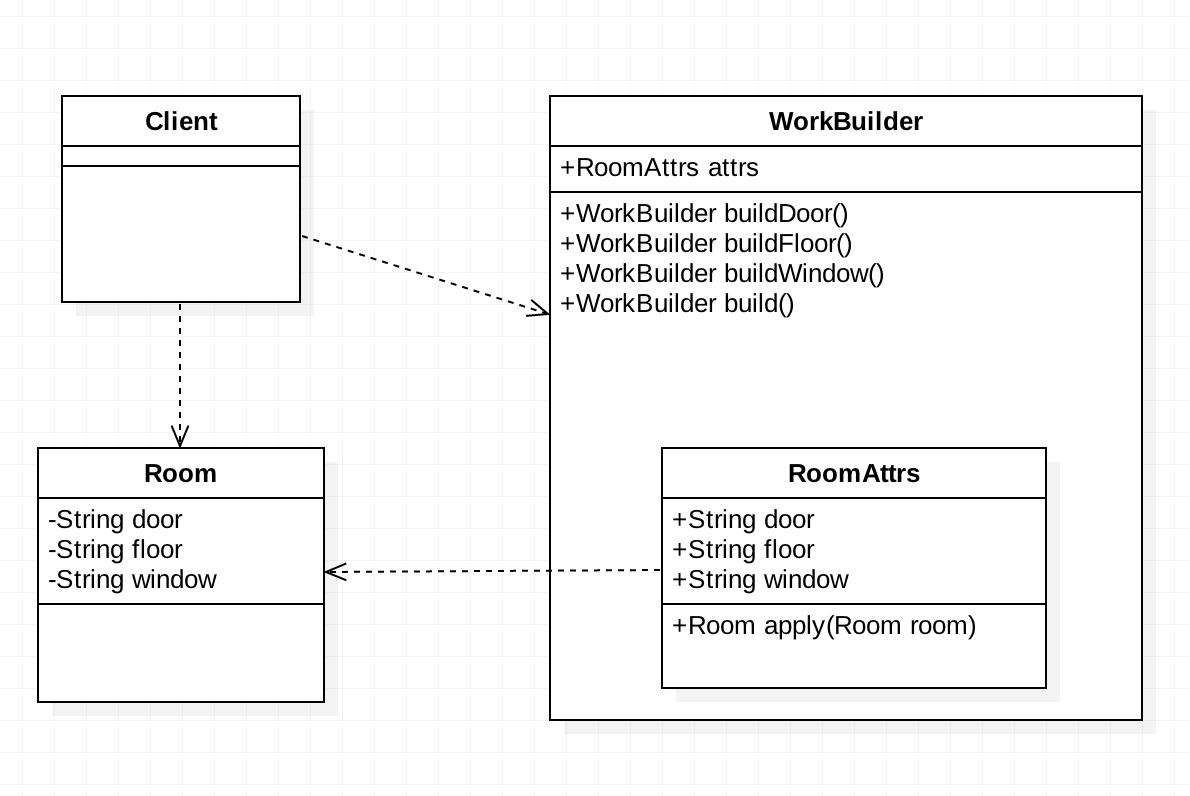 Client
WorkBuilder
+RoomAttrs attrs
+WorkBuilder buildDoor()
+WorkBuilder buildFloor()
+WorkBuilder buildWindow()
+WorkBuilder build()
Room
-String door
-String floor
-String window
RoomAttrs
+String door
+String floor
+String window
+Room apply(Room room)